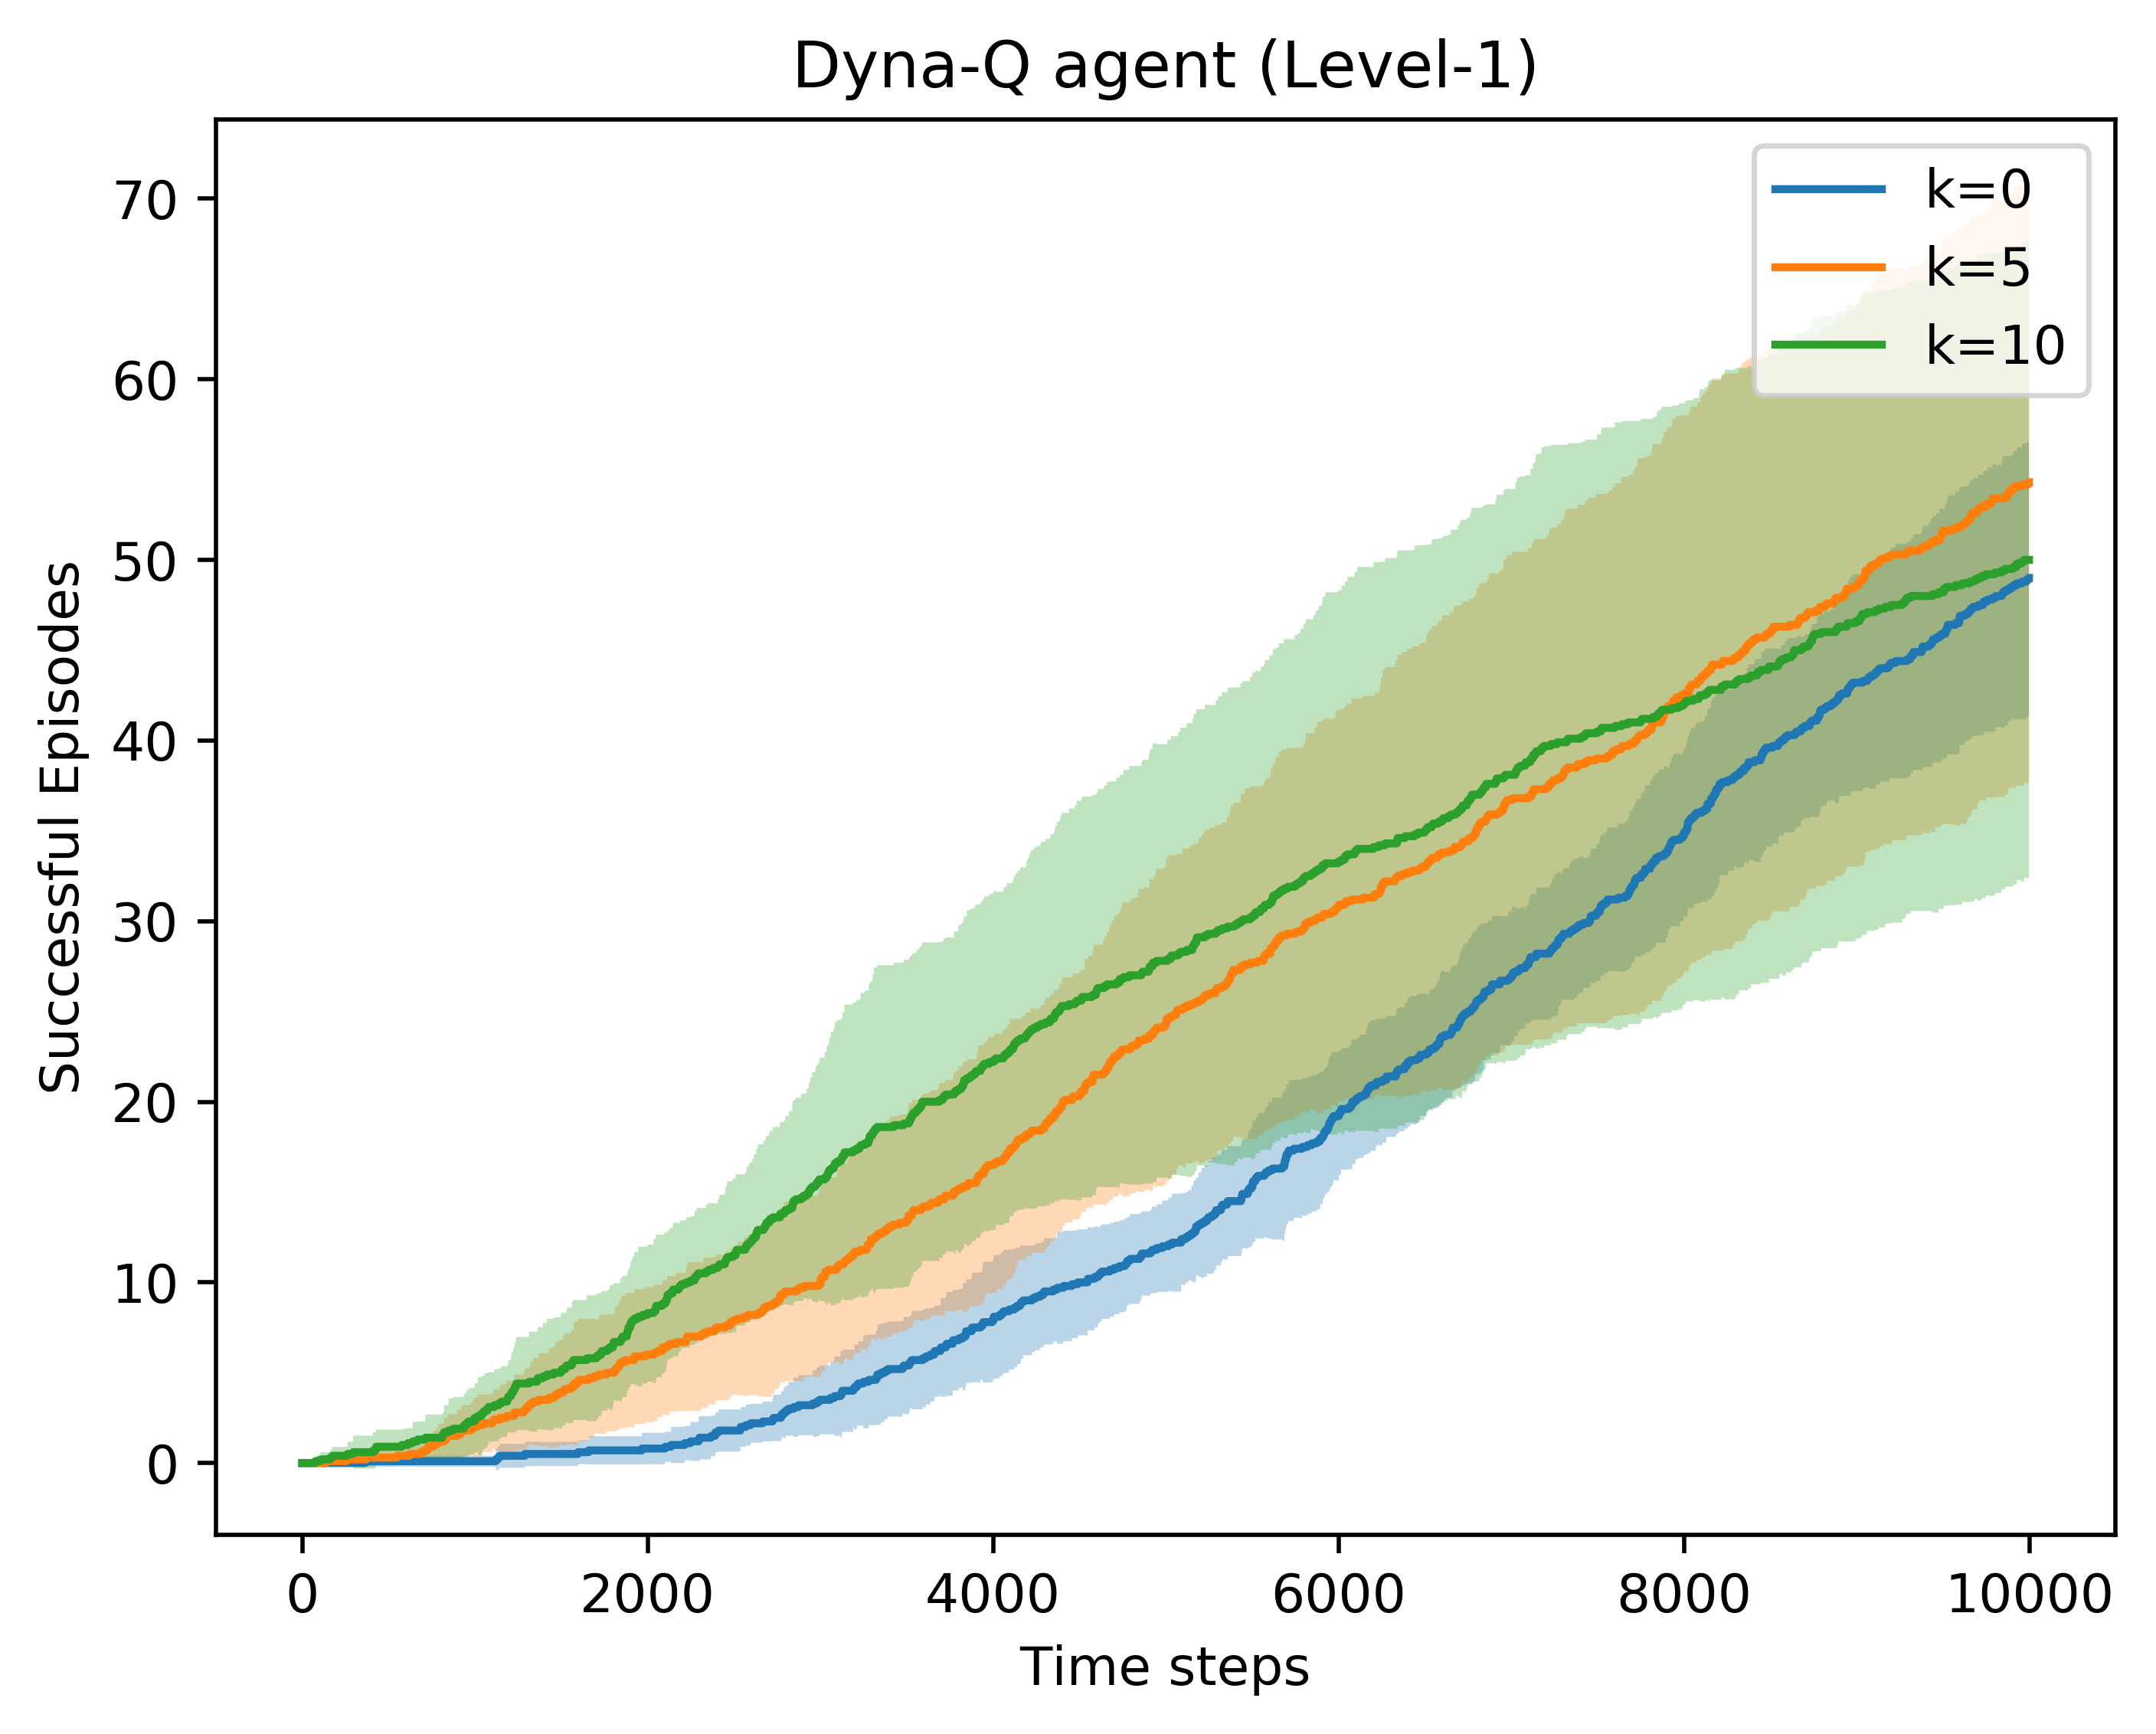 Dyna-Q agent (Level-1)
k=0
k=5
k=10
Successful Episodes
70
60
50
40
30
20
10
0
0 2000 4000 6000 8000 10000
Time steps